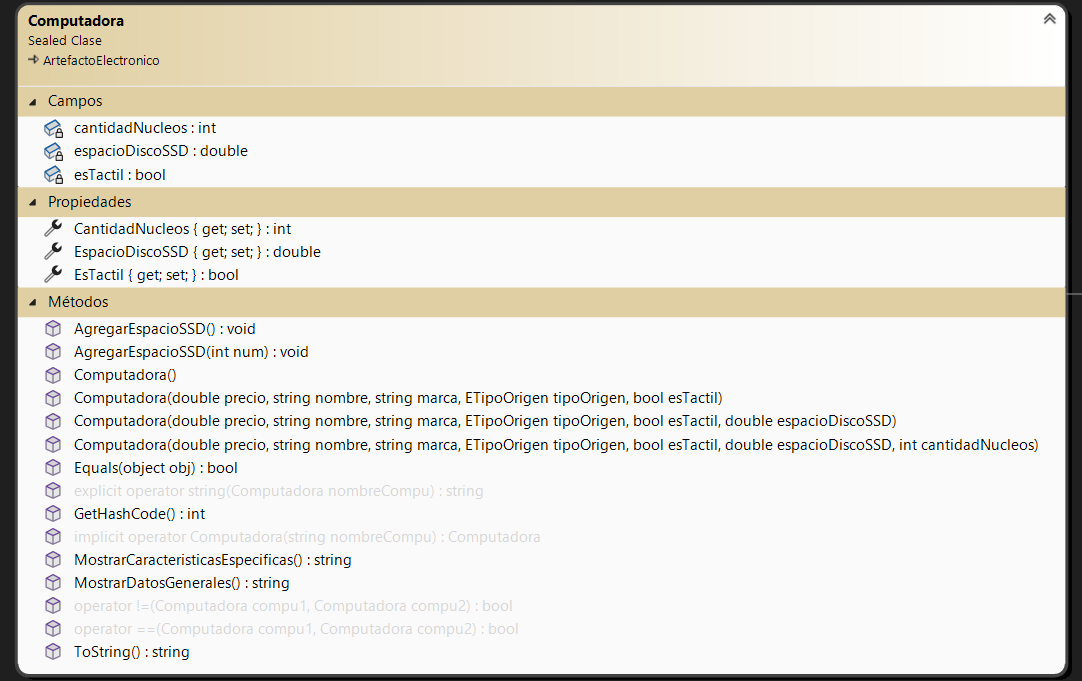 Computadora
Sealed Clase
ArtefactoElectronico
Campos
cantidadNucleos : int
espacioDiscoSSD : double
esTactil : bool
Propiedades
CantidadNucleos { get; set; } : int
EspacioDiscoSSD { get; set; } : double
EsTactil { get; set; } : bool
Métodos
AgregarEspacioSSD() : void
AgregarEspacioSSD(int num) : void
Computadora()
Computadora(double precio, string nombre, string marca, ETipoOrigen tipoOrigen, bool esTactil)
Computadora(double precio, string nombre, string marca, ETipoOrigen tipoOrigen, bool esTactil, double espacioDiscoSSD)
Computadora(double precio, string nombre, string marca, ETipoOrigen tipoOrigen, bool esTactil, double espacioDiscoSSD, int cantidadNucleos)
Equals(object obj) : bool
explicit operator string(Computadora nombreCompu) : string
GetHashCode() : int
implicit operator Computadora(string nombreCompu) : Computadora
MostrarCaracteristicasEspecificas() : string
MostrarDatosGenerales() : string
operator !=(Computadora compu1, Computadora compu2) : bool
operator ==(Computadora compu1, Computadora compu2) : bool
ToString() : string